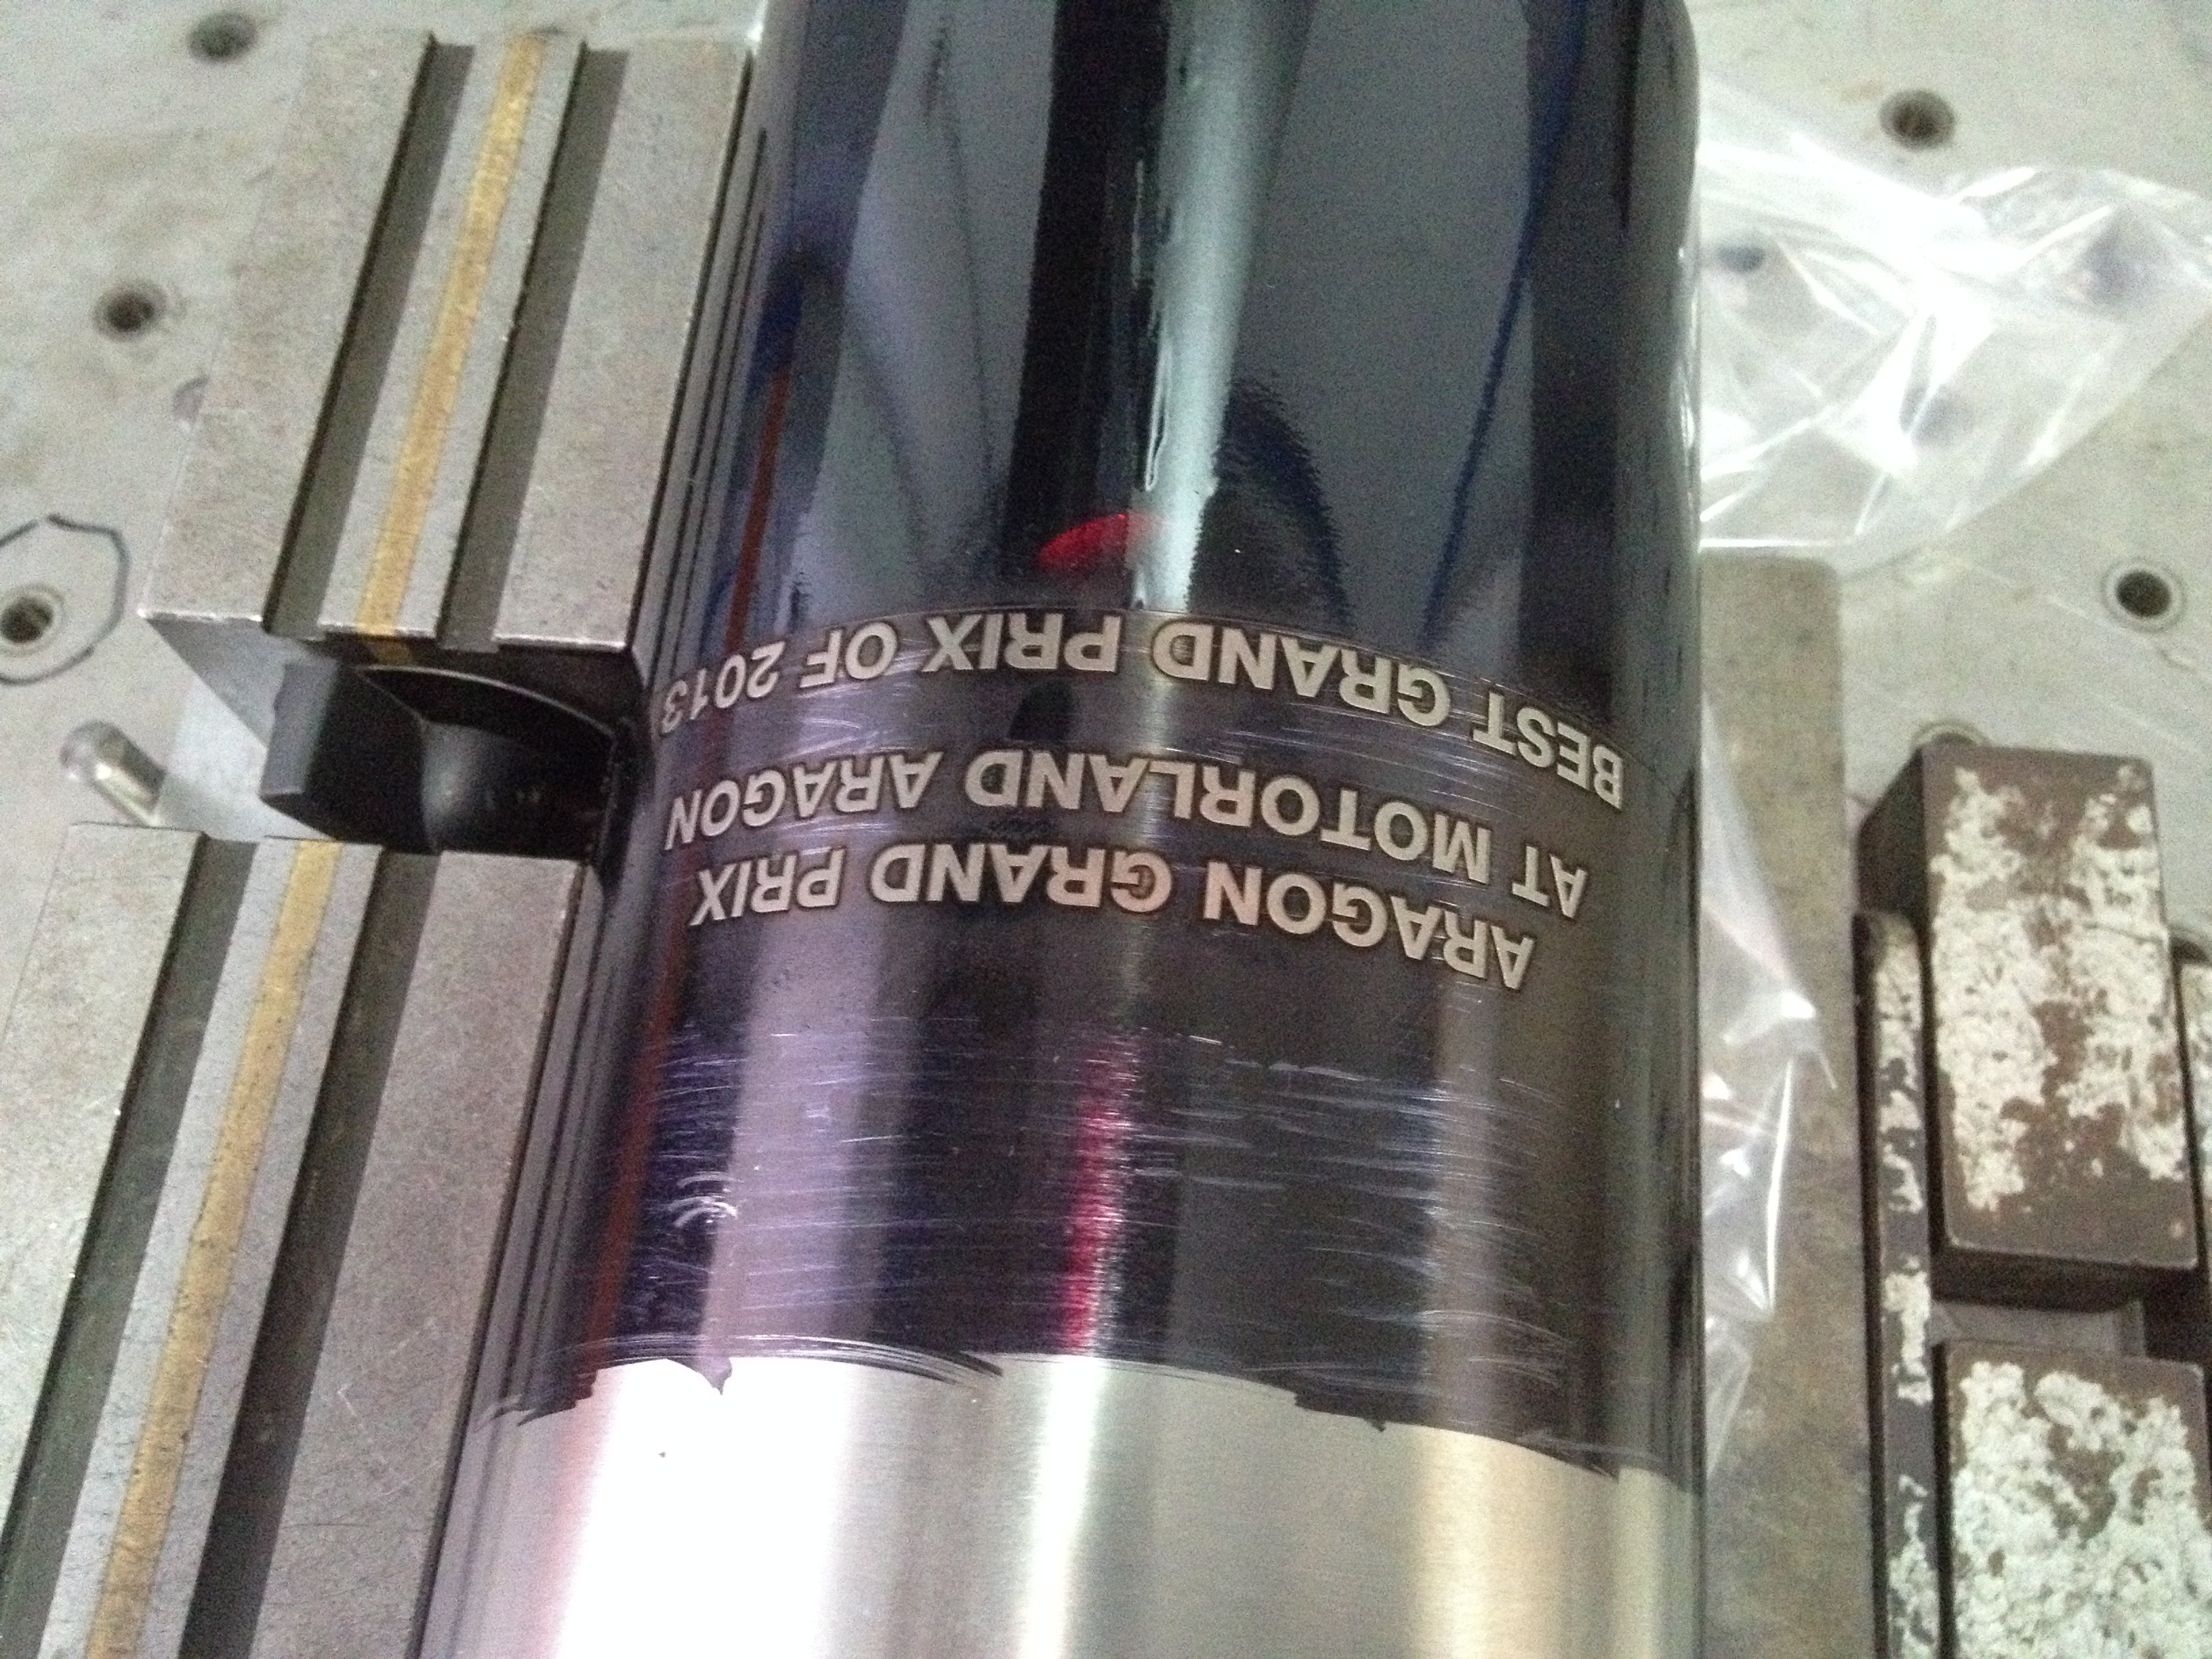 ARAGON GRAND PRIX
AT MOTORLAND ARAGON
BEST GRAND PRIX OF 2013